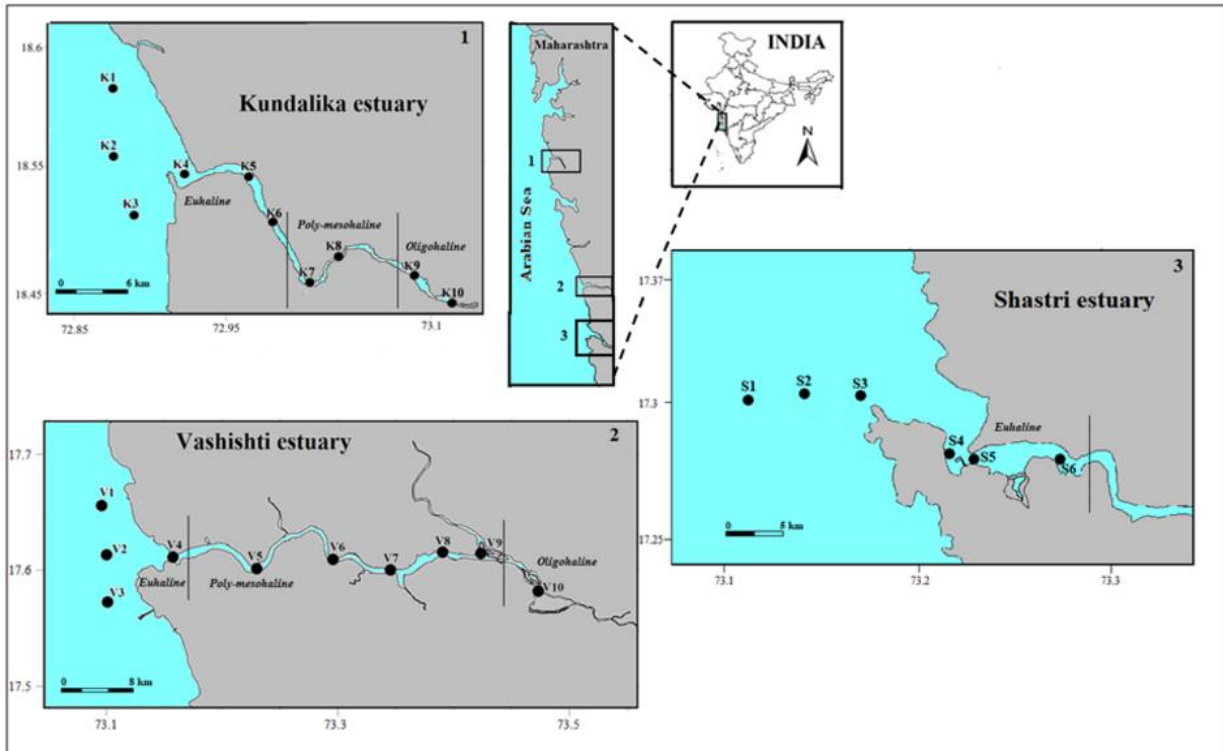 1
Kundalika estuary
18.6
18.55
18.45
K1
K2
K3
K4
K5
K6
K7
K8
K9
K10
Euhaline
Poly-mesohaline
Oligohaline
0 6 km
72.85 72.95 73.1
Maharashtra
Arabian Sea
1
2
3
INDIA
N
2
Vashishti estuary
17.7
17.6
17.5
V1
V2
V3
V4
V5
V6
V7
V8
V9
V10
Euhaline
Poly-mesohaline
Oligohaline
0 8 km
73.1 73.3 73.5
3
Shastri estuary
17.37
17.3
17.25
S1
S2
S3
S4
S5
S6
Euhaline
0 5 km
73.1 73.2 73.3